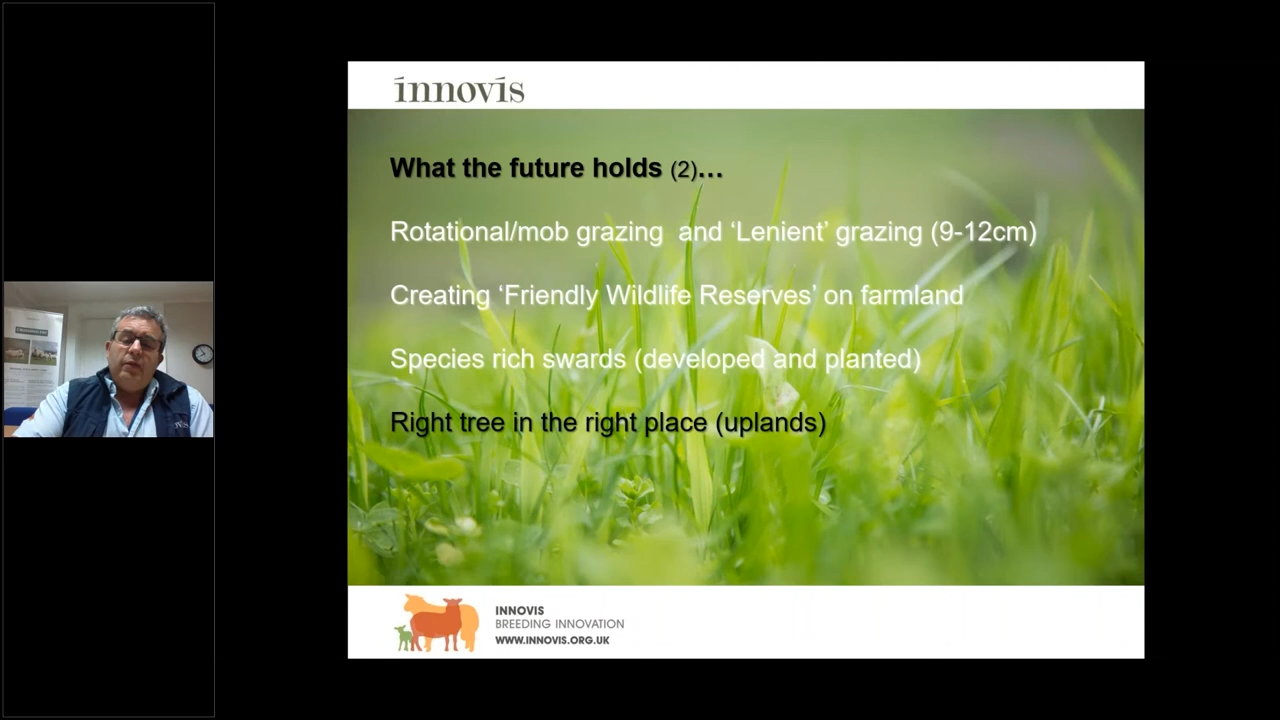 innovis
What the future holds (2)…
Rotational/mob grazing  and ‘Lenient’ grazing (9-12cm)
Creating ‘Friendly Wildlife Reserves’ on farmland
Species rich swards (developed and planted)
Right tree in the right place (uplands)
INNOVIS
BREEDING INNOVATION
WWW.INNOVIS.ORG.UK